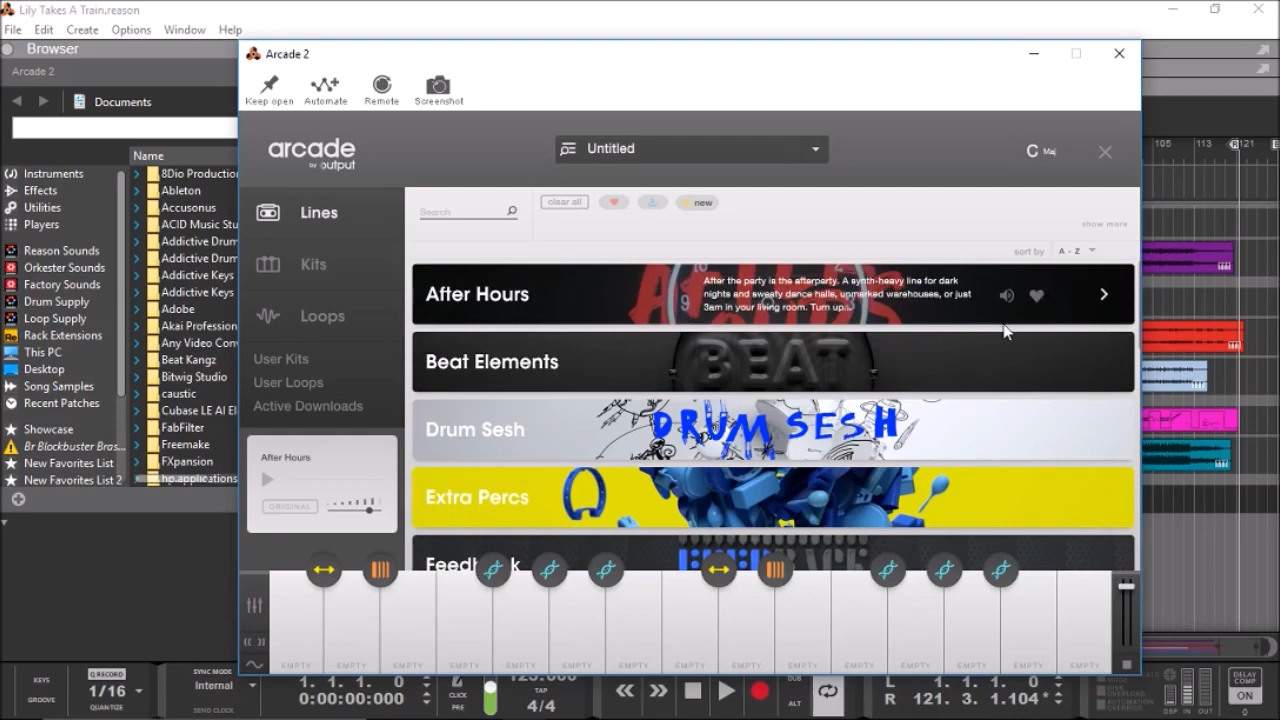 Lily Takes A Train.reason
File Edit Create Options Window Help
Browser
Arcade 2
Documents
Name
Instruments
Effects
Utilities
Players
Reason Sounds
Orkester Sounds
Factory Sounds
Drum Supply
Loop Supply
Rack Extensions
This PC
Desktop
Song Samples
Recent Patches
Showcase
Br Blockbuster Bros...
New Favorites List
New Favorites List 2
8Dio Productio
Ableton
Accusonus
ACID Music Stu
Addictive Drum
Addictive Drum
Addictive Keys
Addictive Keys
Adobe
Akai Profession
Any Video Conv
Beat Kangz
Bitwig Studio
caustic
Cubase LE AI El
FabFilter
Freemake
FXpansion
hp.applications
Arcade 2
Keep open Automate Remote Screenshot
arcade
by output
Untitled
C Maj
Lines
Kits
Loops
User Kits
User Loops
Active Downloads
After Hours
ORIGINAL
Search
clear all
new
show more
sort by A - Z
After Hours
After the party is the afterparty. A synth-heavy line for dark
nights and sweaty dance halls, unmarked warehouses, or just
3am in your living room. Turn up...
Beat Elements
BEAT
Drum Sesh
DRUM SESH
Extra Percs
EMPTY EMPTY EMPTY EMPTY EMPTY EMPTY EMPTY EMPTY EMPTY EMPTY EMPTY EMPTY EMPTY EMPTY EMPTY
105 113 121
KEYS
GROOVE
Q RECORD
1/16
QUANTIZE
SYNC MODE
Internal
SEND CLOCK
1. 1. 1. 0
0:00:00:000
CLICK
PRE
TAP
4/4
DUB
ALT
L 1. 1. 1. 0
R 121. 3. 1.104*
DSP IN OUT
DELAY
COMP
ON
0